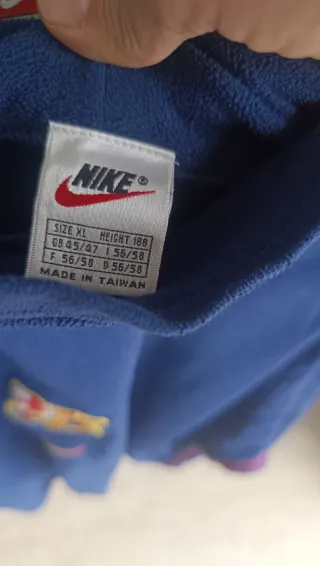 NIKE®
SIZE XL HEIGHT 188
GB 45/47 I 56/58
F 56/58 D 56/58
MADE IN TAIWAN